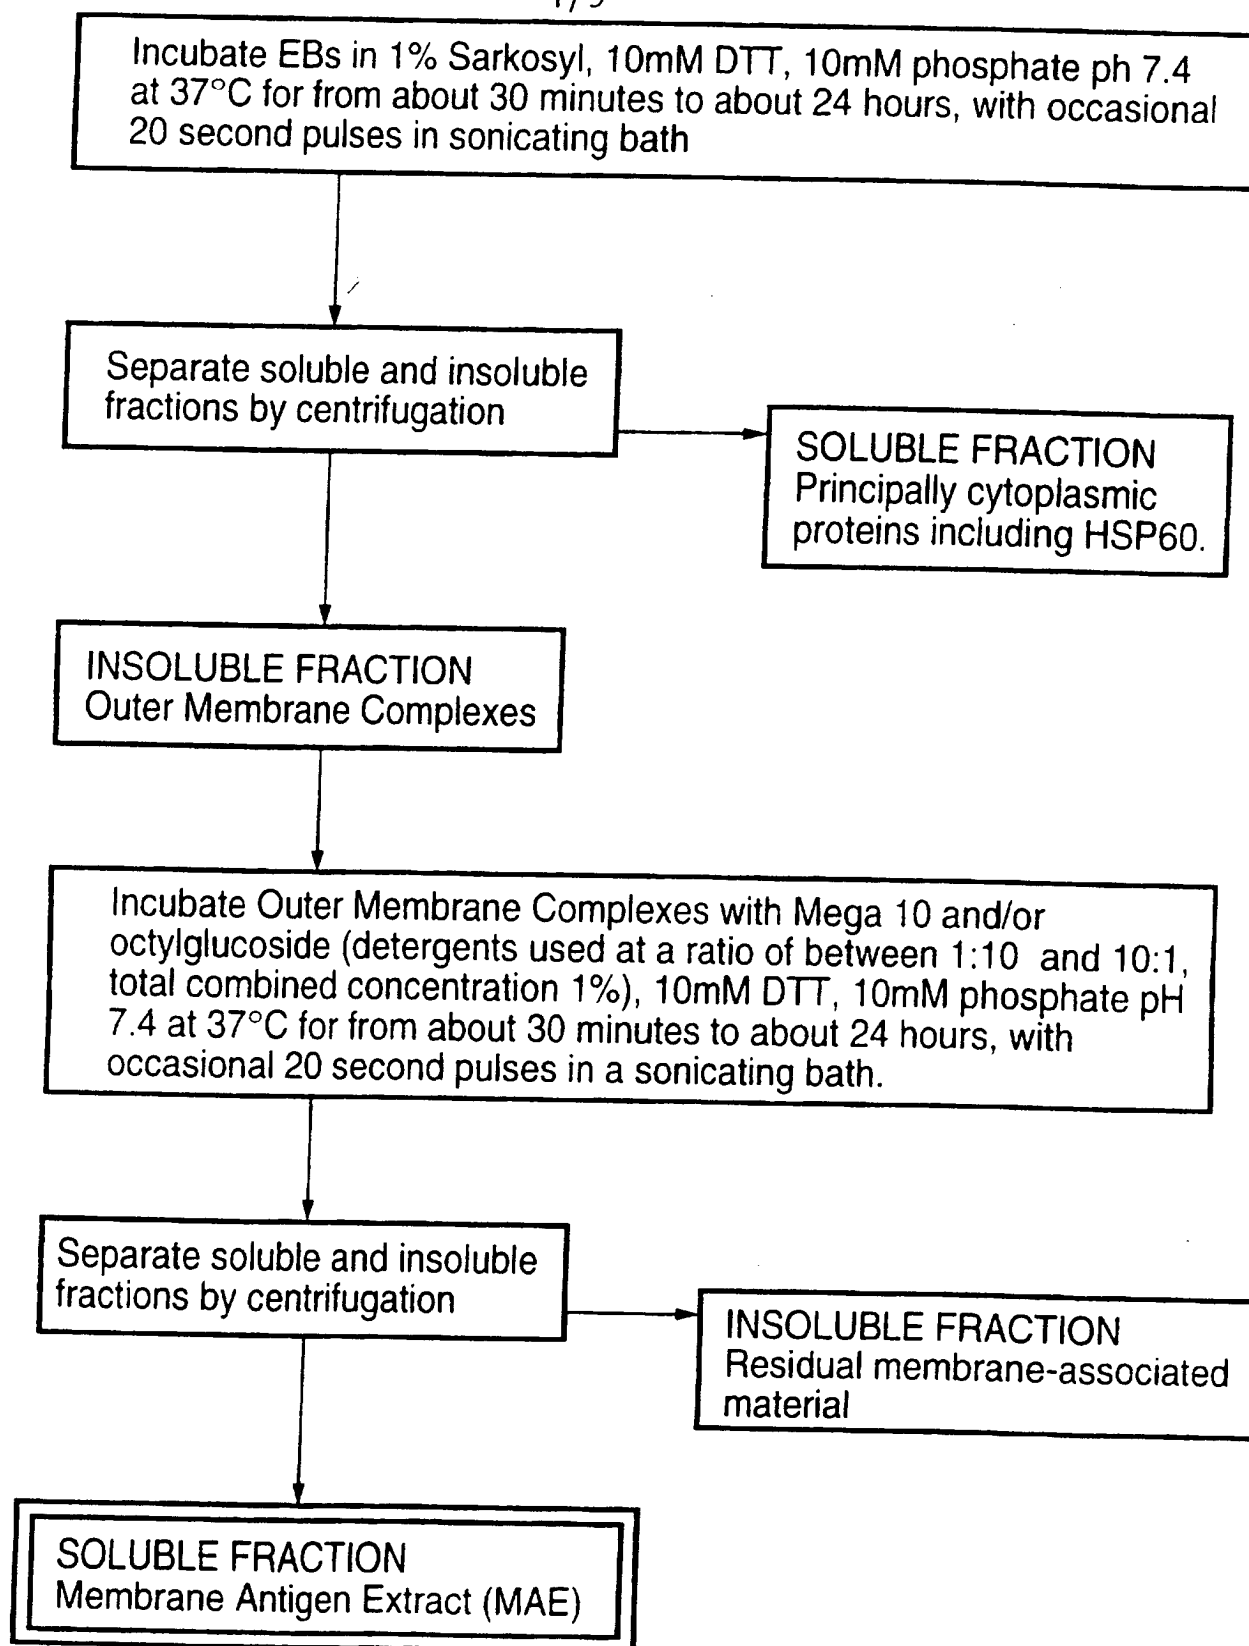 Incubate EBs in 1% Sarkosyl, 10mM DTT, 10mM phosphate ph 7.4
at 37°C for from about 30 minutes to about 24 hours, with occasional
20 second pulses in sonicating bath
Separate soluble and insoluble
fractions by centrifugation
SOLUBLE FRACTION
Principally cytoplasmic
proteins including HSP60.
INSOLUBLE FRACTION
Outer Membrane Complexes
Incubate Outer Membrane Complexes with Mega 10 and/or
octylglucoside (detergents used at a ratio of between 1:10 and 10:1,
total combined concentration 1%), 10mM DTT, 10mM phosphate pH
7.4 at 37°C for from about 30 minutes to about 24 hours, with
occasional 20 second pulses in a sonicating bath.
Separate soluble and insoluble
fractions by centrifugation
INSOLUBLE FRACTION
Residual membrane-associated
material
SOLUBLE FRACTION
Membrane Antigen Extract (MAE)